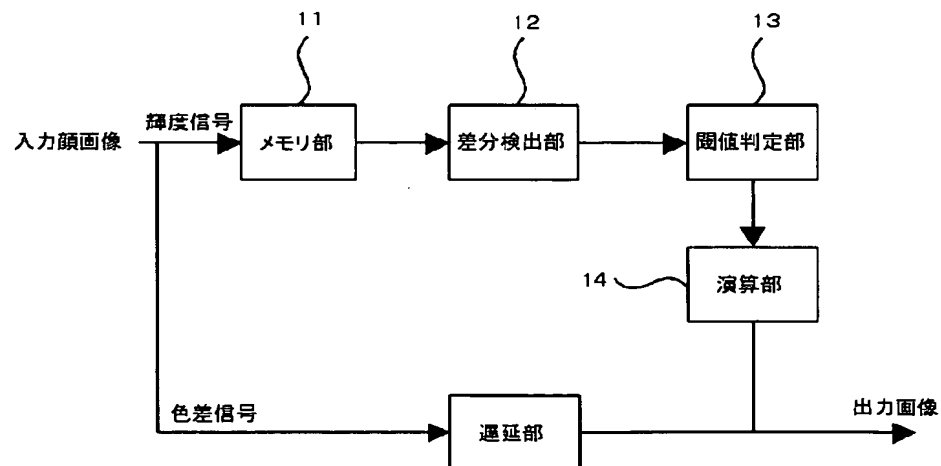 11
12
13
入力顔画像
輝度信号
メモリ部
差分検出部
閾値判定部
14
演算部
色差信号
遅延部
出力画像